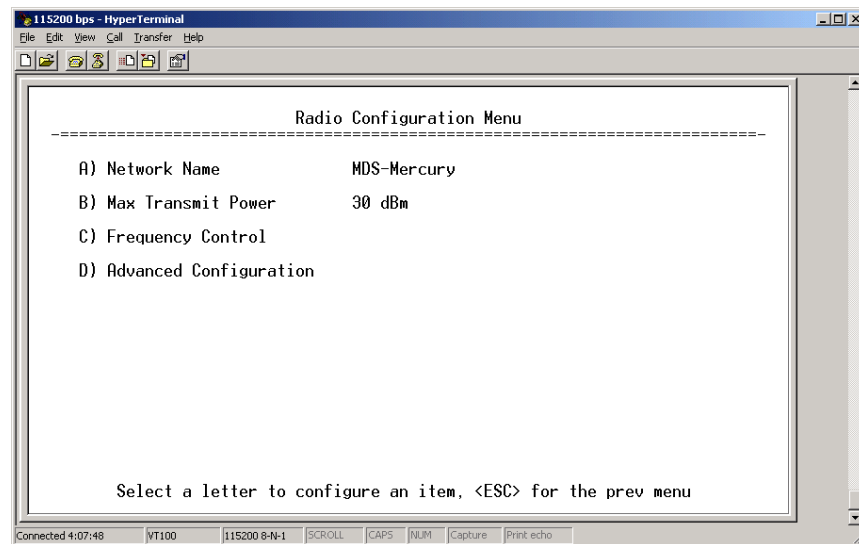 115200 bps - HyperTerminal
File Edit View Call Transfer Help
Radio Configuration Menu
-==========================================================================-
A) Network Name MDS-Mercury
B) Max Transmit Power 30 dBm
C) Frequency Control
D) Advanced Configuration
Select a letter to configure an item, <ESC> for the prev menu
Connected 4:07:48 VT100 115200 8-N-1 SCROLL CAPS NUM Capture Print echo